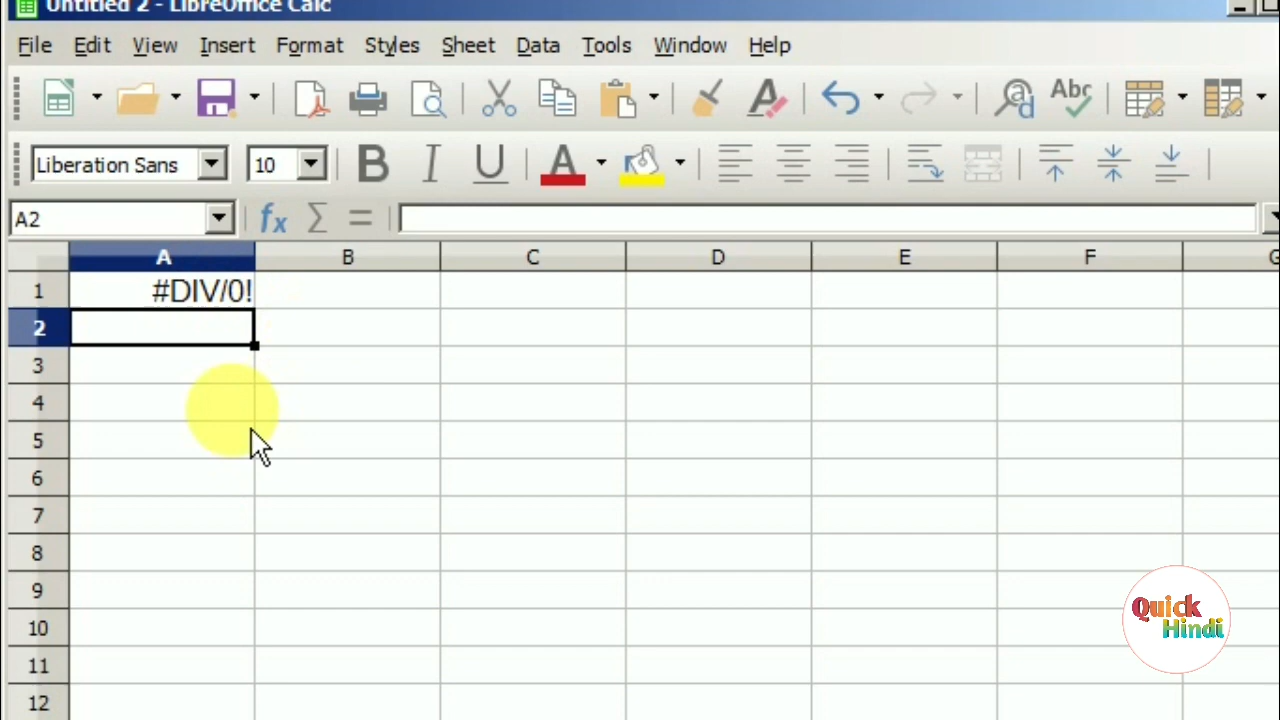 Untitled 2 - LibreOffice Calc
File Edit View Insert Format Styles Sheet Data Tools Window Help
Abc
Liberation Sans 10 B I U A
A2 fx Σ =
A B C D E F G
1 #DIV/0!
2
3
4
5
6
7
8
9
10
11
12
Quick
Hindi